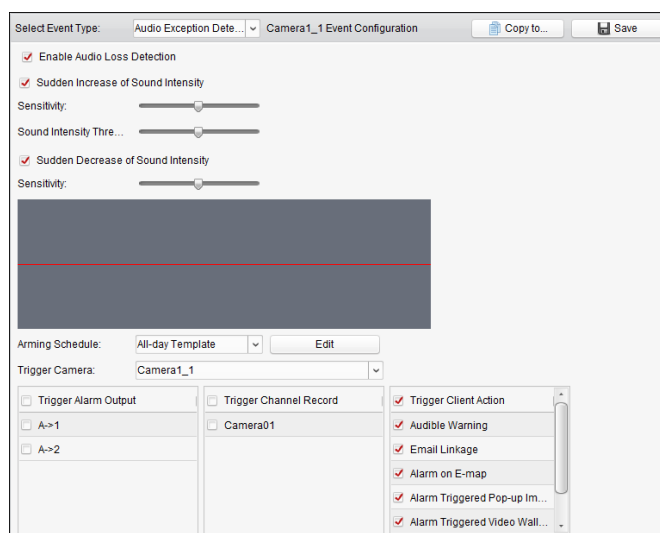 Select Event Type: Audio Exception Dete... Camera1_1 Event Configuration Copy to... Save
Enable Audio Loss Detection
Sudden Increase of Sound Intensity
Sensitivity:
Sound Intensity Thre...
Sudden Decrease of Sound Intensity
Sensitivity:
Arming Schedule: All-day Template Edit
Trigger Camera: Camera1_1
Trigger Alarm Output Trigger Channel Record Trigger Client Action
A->1 Camera01 Audible Warning
A->2 Email Linkage
Alarm on E-map
Alarm Triggered Pop-up Im...
Alarm Triggered Video Wall...